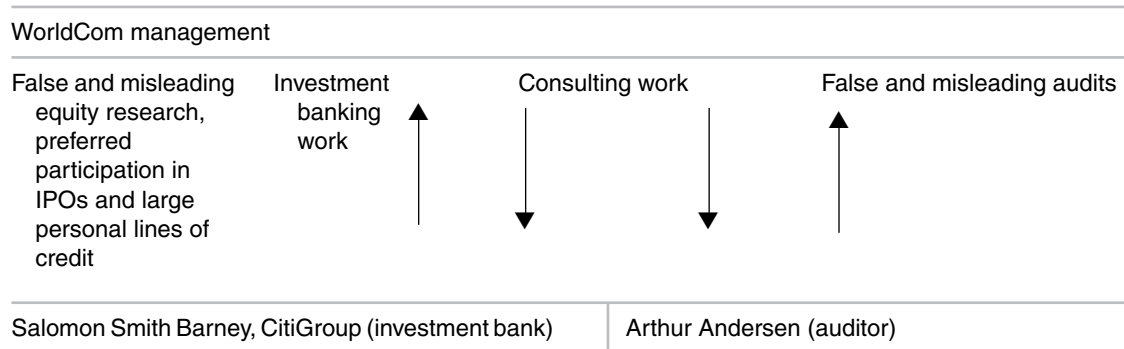 WorldCom management
False and misleading
equity research,
preferred
participation in
IPOs and large
personal lines of
credit
Investment
banking
work
Consulting work
False and misleading audits
Salomon Smith Barney, CitiGroup (investment bank)
Arthur Andersen (auditor)